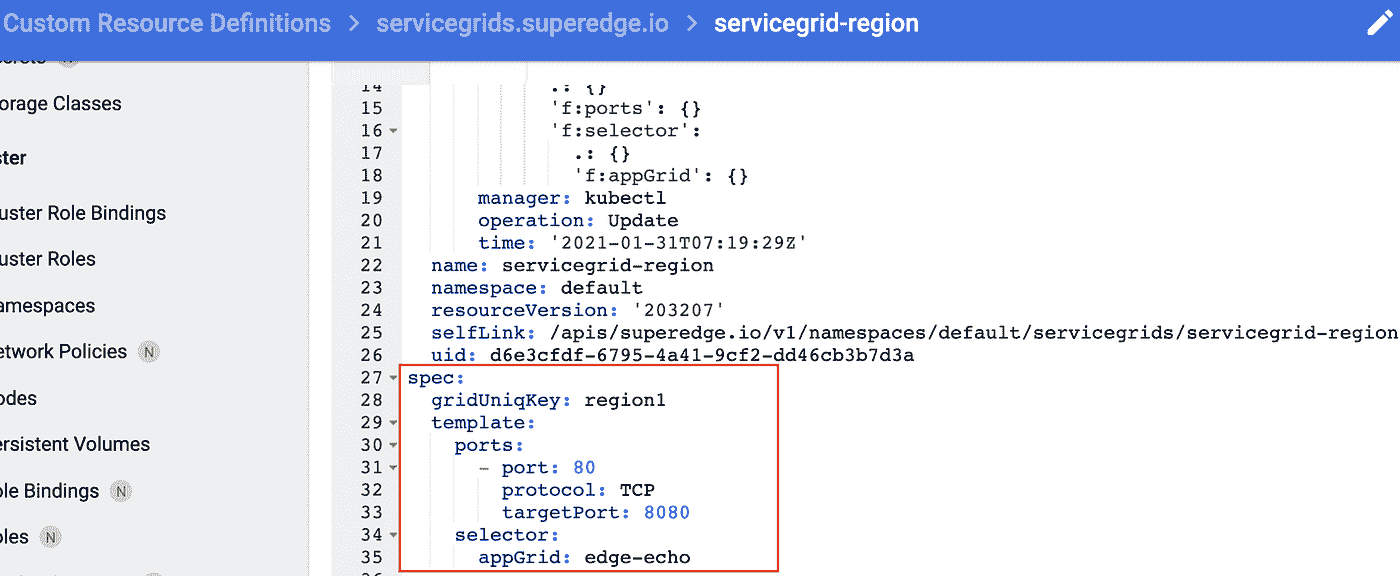 Custom Resource Definitions > servicegrids.superedge.io > servicegrid-region
N
orage Classes
ster
uster Role Bindings
uster Roles
amespaces
etwork Policies N
odes
ersistent Volumes
ole Bindings N
oles N
14 .: {}
15 'f:ports': {}
16 'f:selector':
17 .: {}
18 'f:appGrid': {}
19 manager: kubectl
20 operation: Update
21 time: '2021-01-31T07:19:29Z'
22 name: servicegrid-region
23 namespace: default
24 resourceVersion: '203207'
25 selfLink: /apis/superedge.io/v1/namespaces/default/servicegrids/servicegrid-region
26 uid: d6e3cfdf-6795-4a41-9cf2-dd46cb3b7d3a
27 spec:
28 gridUniqKey: region1
29 template:
30 ports:
31 - port: 80
32 protocol: TCP
33 targetPort: 8080
34 selector:
35 appGrid: edge-echo